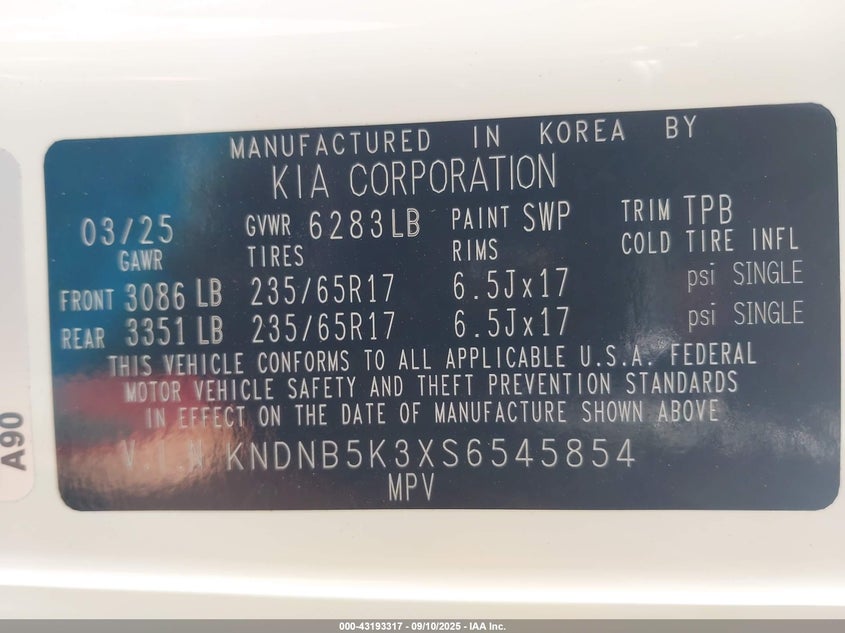 MANUFACTURED IN KOREA BY
KIA CORPORATION
03/25 GVWR 6283LB PAINT SWP TRIM TPB
GAWR TIRES RIMS COLD TIRE INFL
FRONT 3086 LB 235/65R17 6.5Jx17 psi SINGLE
REAR 3351 LB 235/65R17 6.5Jx17 psi SINGLE
THIS VEHICLE CONFORMS TO ALL APPLICABLE U.S.A. FEDERAL
MOTOR VEHICLE SAFETY AND THEFT PREVENTION STANDARDS
IN EFFECT ON THE DATE OF MANUFACTURE SHOWN ABOVE
V.I.N KNDNB5K3XS6545854
MPV
A90
000-43193317 - 09/10/2025 - IAA Inc.